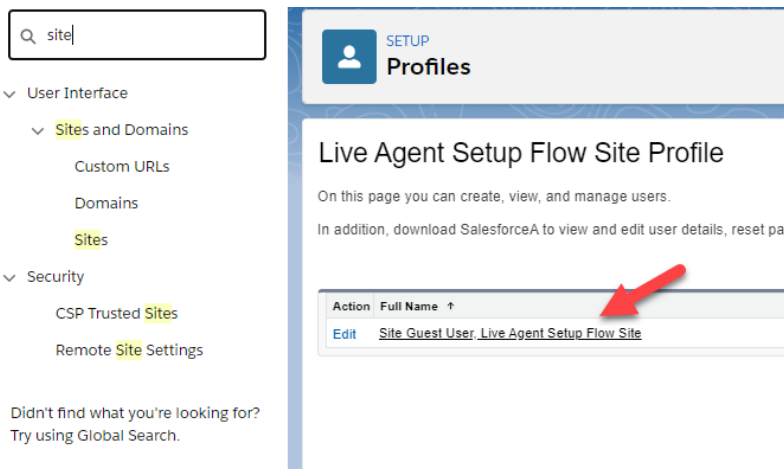 site
User Interface
Sites and Domains
Custom URLs
Domains
Sites
Security
CSP Trusted Sites
Remote Site Settings
Didn't find what you're looking for?
Try using Global Search.
SETUP
Profiles
Live Agent Setup Flow Site Profile
On this page you can create, view, and manage users.
In addition, download SalesforceA to view and edit user details, reset pa
Action Full Name ↑
Edit Site Guest User, Live Agent Setup Flow Site